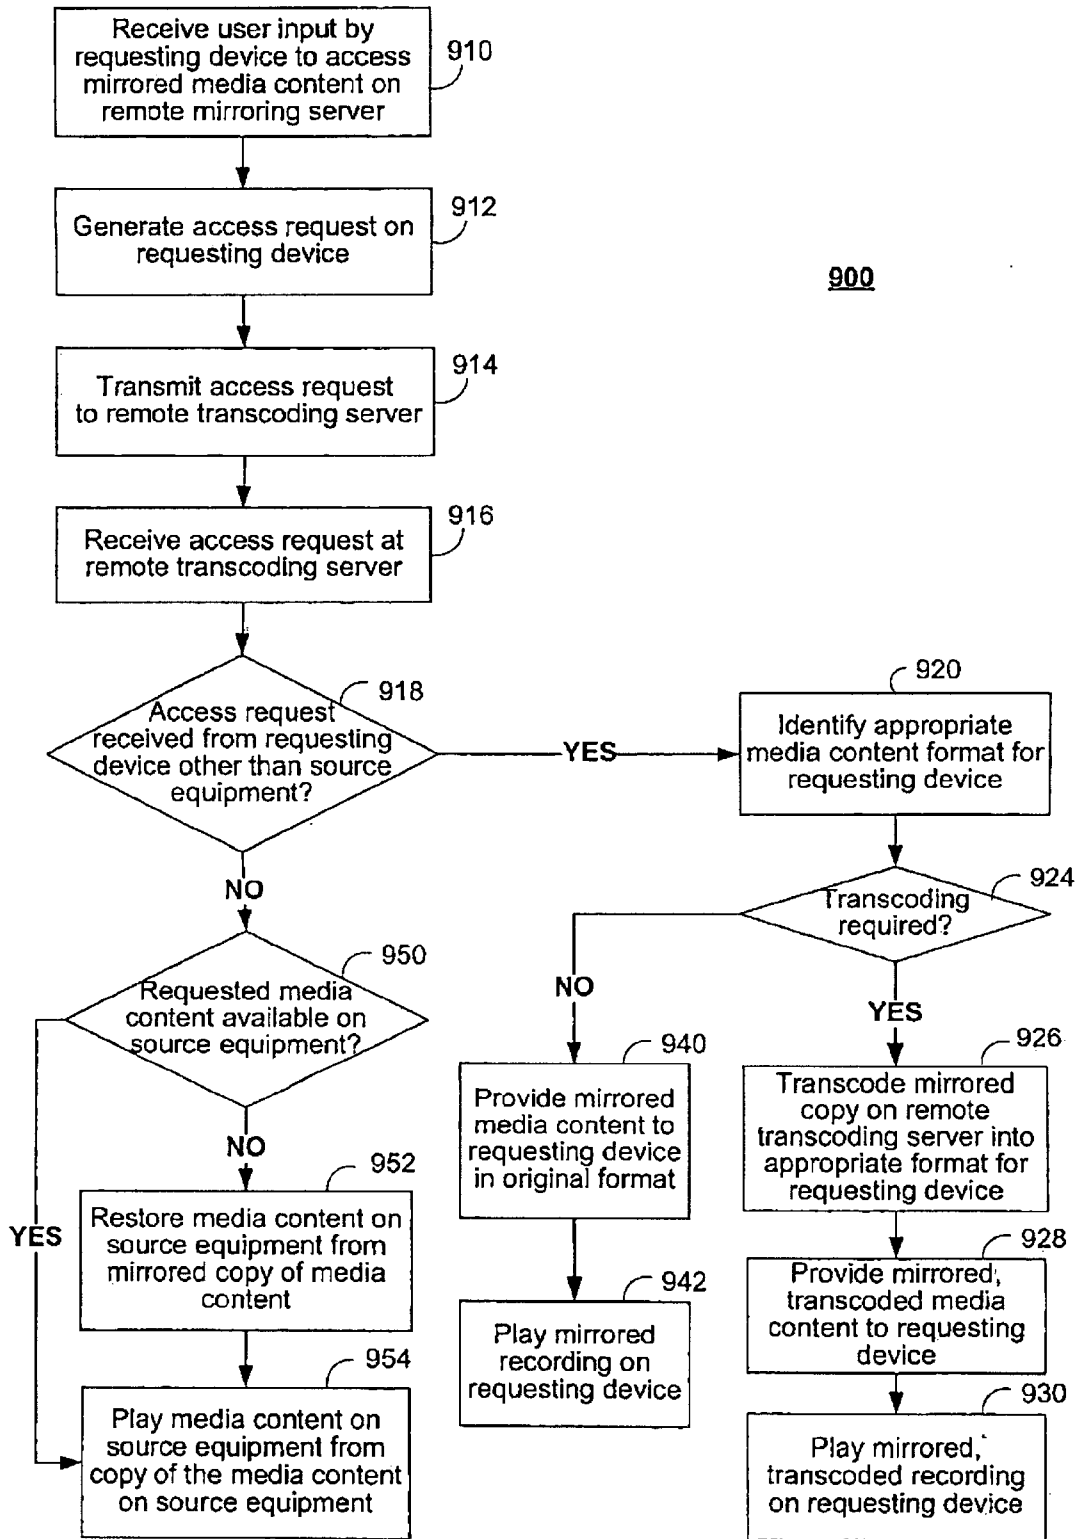 Receive user input by
requesting device to access
mirrored media content on
remote mirroring server
910
Generate access request on
requesting device
912
900
Transmit access request
to remote transcoding server
914
Receive access request at
remote transcoding server
916
Access request
received from requesting
device other than source
equipment?
918
YES
920
Identify appropriate
media content format for
requesting device
Transcoding
required?
924
NO
YES
NO
Requested media
content available on
source equipment?
950
YES
NO
940
Provide mirrored
media content to
requesting device
in original format
926
Transcode mirrored
copy on remote
transcoding server into
appropriate format for
requesting device
952
Restore media content on
source equipment from
mirrored copy of media
content
942
Play mirrored
recording on
requesting device
928
Provide mirrored,
transcoded media
content to requesting
device
954
Play media content on
source equipment from
copy of the media content
on source equipment
930
Play mirrored,
transcoded recording
on requesting device